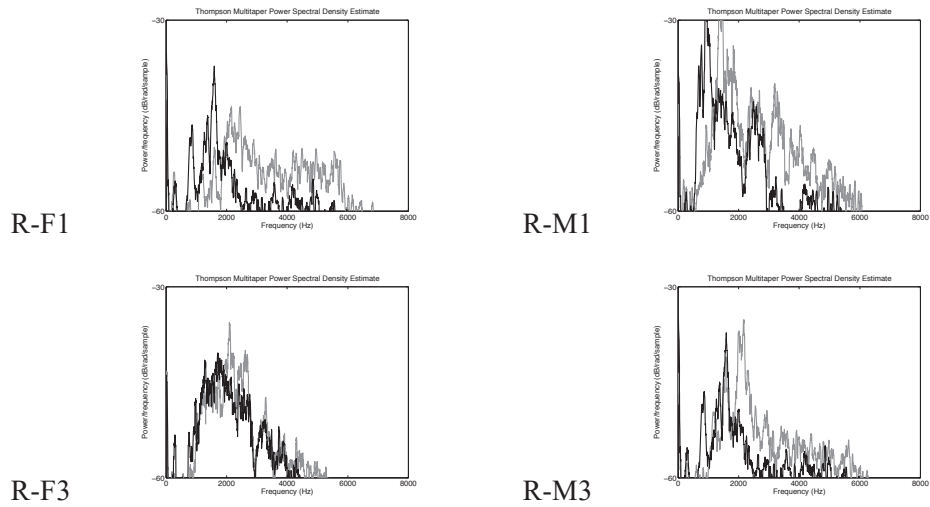 Thompson Multitaper Power Spectral Density Estimate
−30
Power/frequency (dB/rad/sample)
−60
0 2000 4000 6000 8000
Frequency (Hz)
R-F1
Thompson Multitaper Power Spectral Density Estimate
−30
Power/frequency (dB/rad/sample)
−60
0 2000 4000 6000 8000
Frequency (Hz)
R-M1
Thompson Multitaper Power Spectral Density Estimate
−30
Power/frequency (dB/rad/sample)
−60
0 2000 4000 6000 8000
Frequency (Hz)
R-F3
Thompson Multitaper Power Spectral Density Estimate
−30
Power/frequency (dB/rad/sample)
−60
0 2000 4000 6000 8000
Frequency (Hz)
R-M3